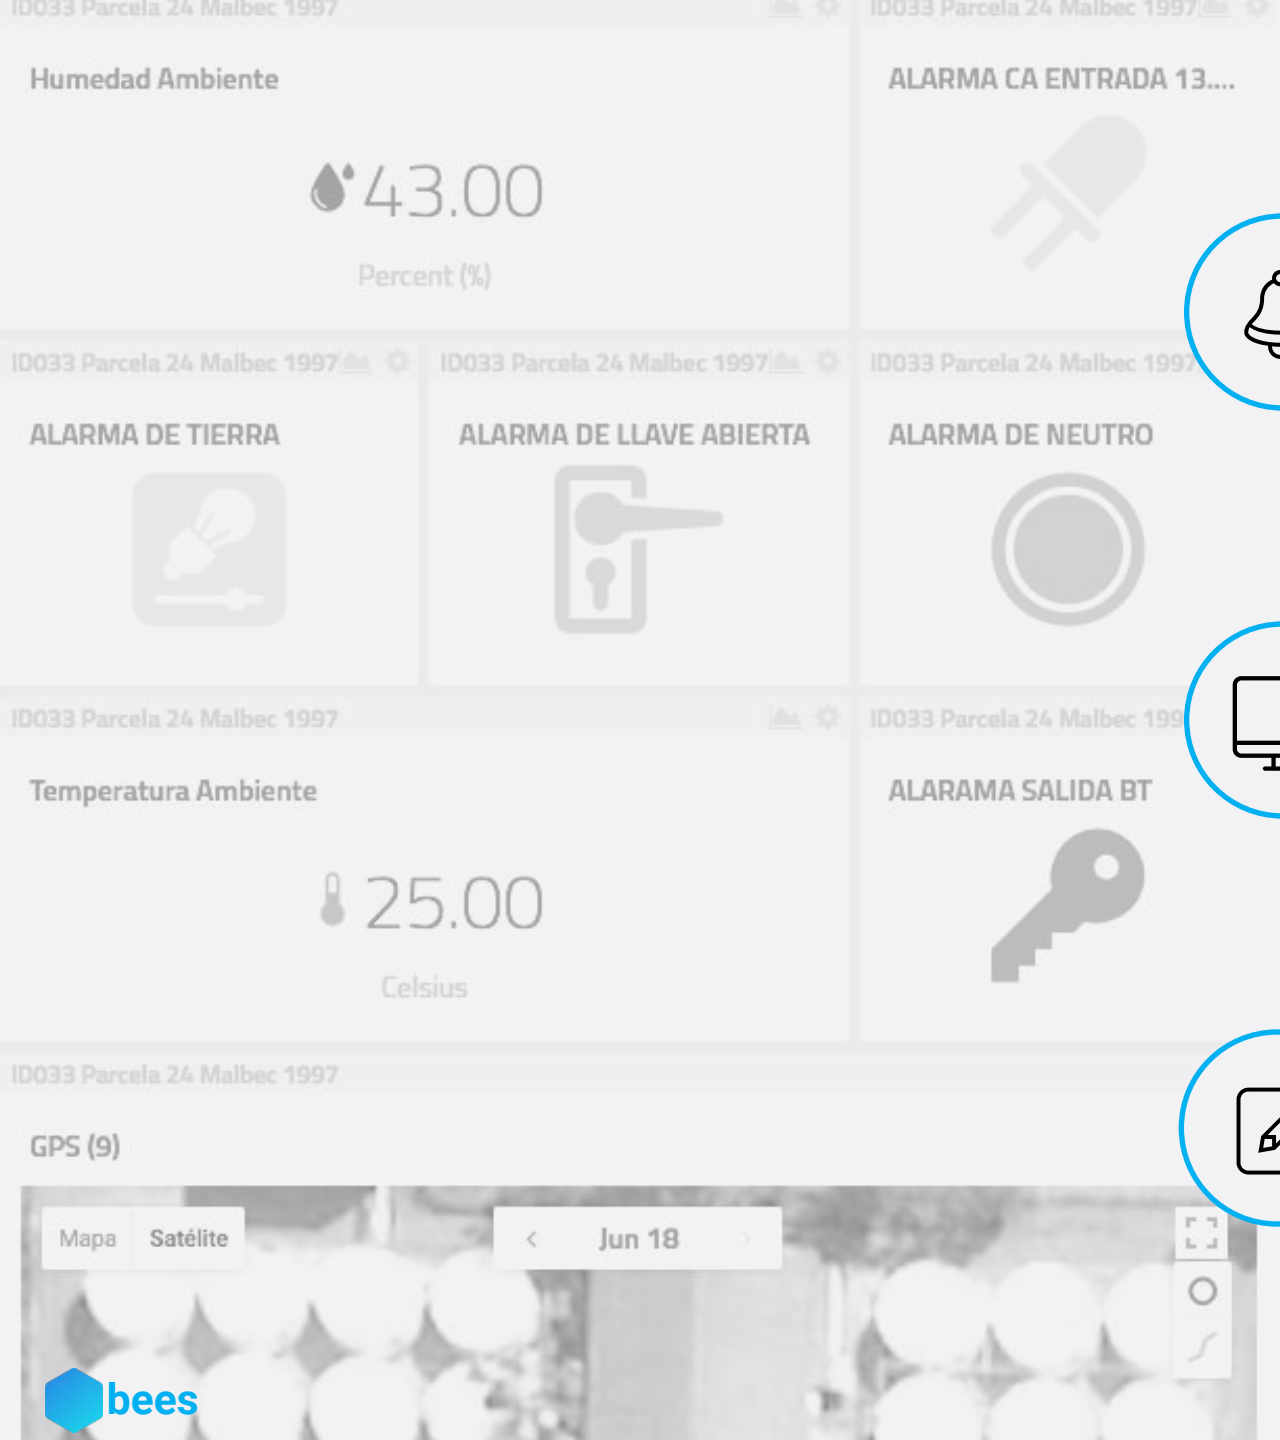 ID033 Parcela 24 Malbec 1997
ID033 Parcela 24 Malbec 1997
Humedad Ambiente
ALARMA CA ENTRADA 13....
43.00
Percent (%)
ID033 Parcela 24 Malbec 1997
ID033 Parcela 24 Malbec 1997
ID033 Parcela 24 Malbec 1997
ALARMA DE TIERRA
ALARMA DE LLAVE ABIERTA
ALARMA DE NEUTRO
ID033 Parcela 24 Malbec 1997
ID033 Parcela 24 Malbec 199
Temperatura Ambiente
ALARAMA SALIDA BT
25.00
Celsius
ID033 Parcela 24 Malbec 1997
GPS (9)
Mapa
Satélite
Jun 18
bees